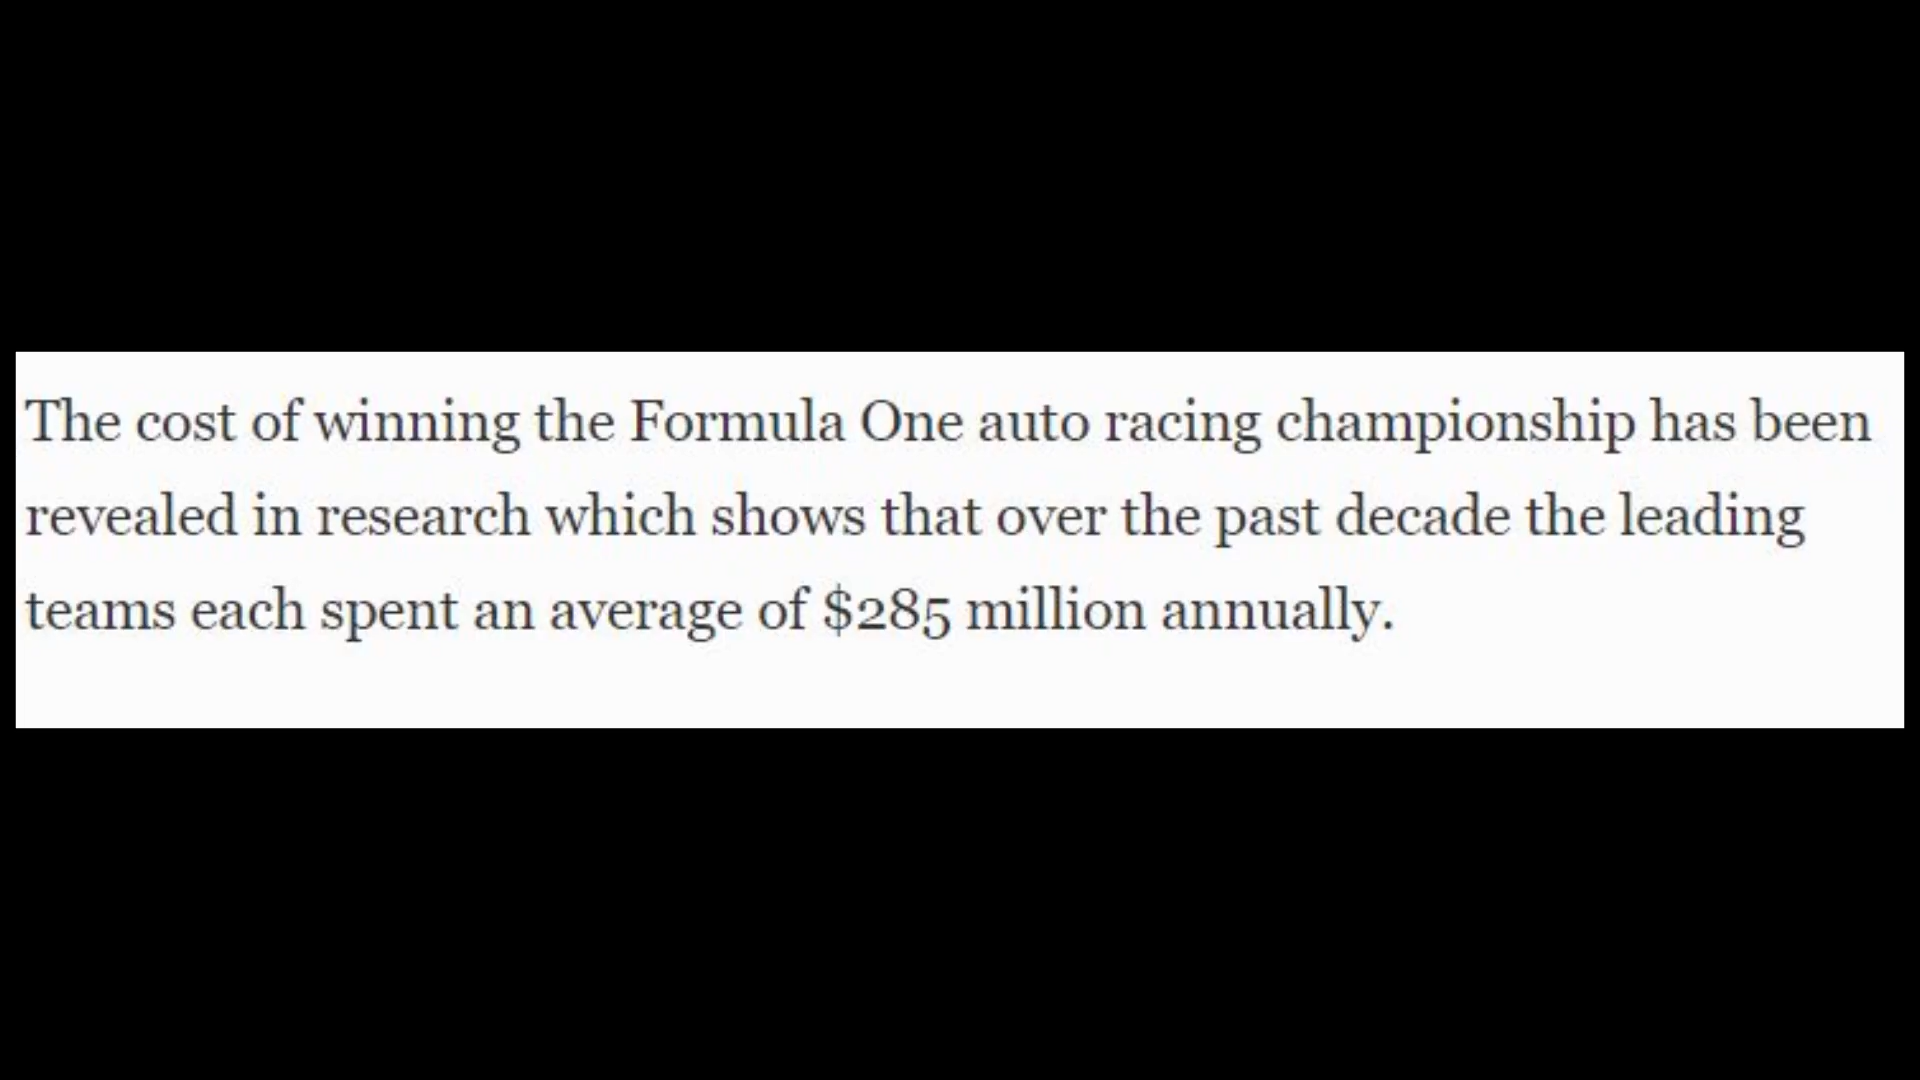 The cost of winning the Formula One auto racing championship has been
revealed in research which shows that over the past decade the leading
teams each spent an average of $285 million annually.